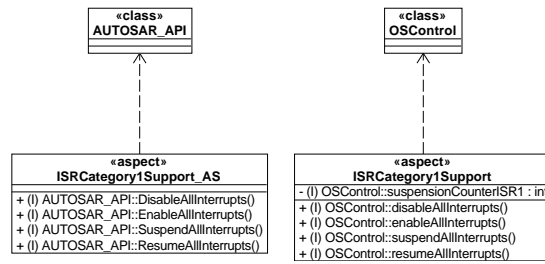 «class»
AUTOSAR_API
«class»
OSControl
«aspect»
ISRCategory1Support_AS
+ (I) AUTOSAR_API::DisableAllInterrupts()
+ (I) AUTOSAR_API::EnableAllInterrupts()
+ (I) AUTOSAR_API::SuspendAllInterrupts()
+ (I) AUTOSAR_API::ResumeAllInterrupts()
«aspect»
ISRCategory1Support
- (I) OSControl::suspensionCounterISR1 : int
+ (I) OSControl::disableAllInterrupts()
+ (I) OSControl::enableAllInterrupts()
+ (I) OSControl::suspendAllInterrupts()
+ (I) OSControl::resumeAllInterrupts()